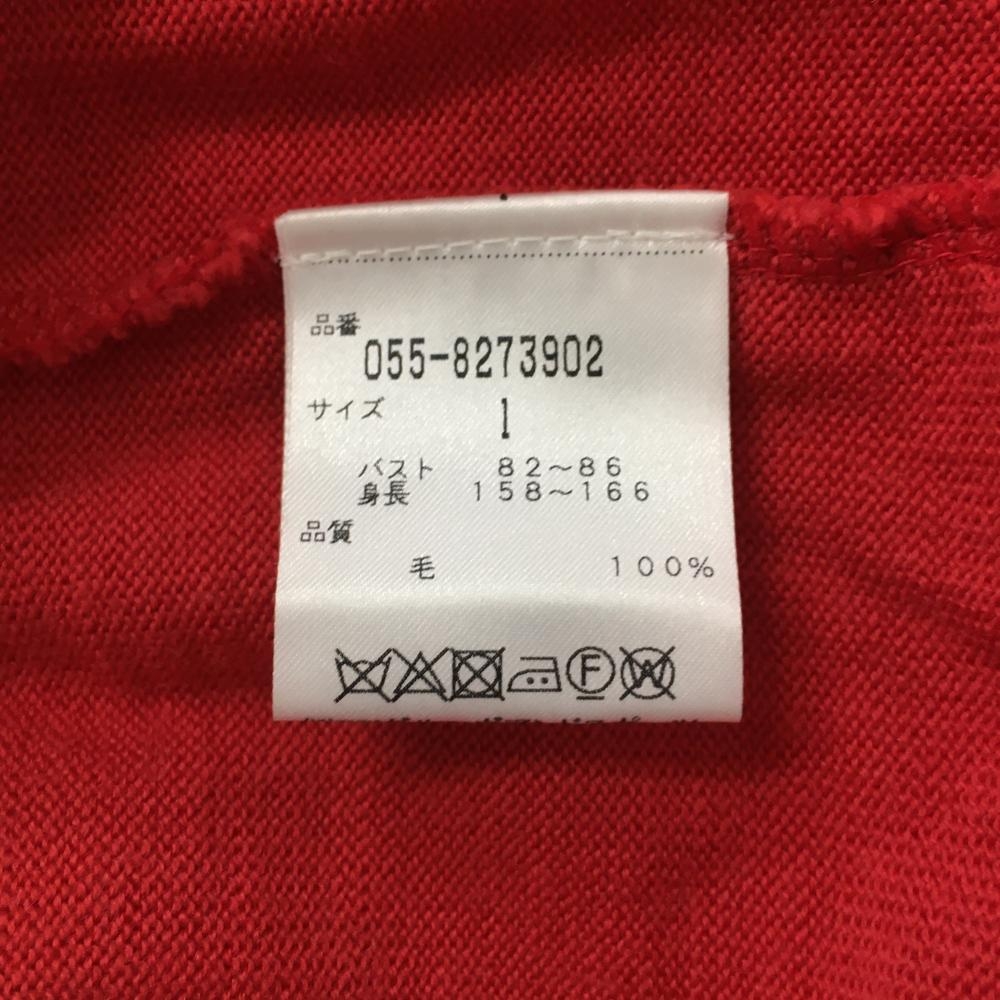 品番
055-8273902
サイズ 1
バスト 82〜86
身長 158〜166
品質
毛 100%
F W